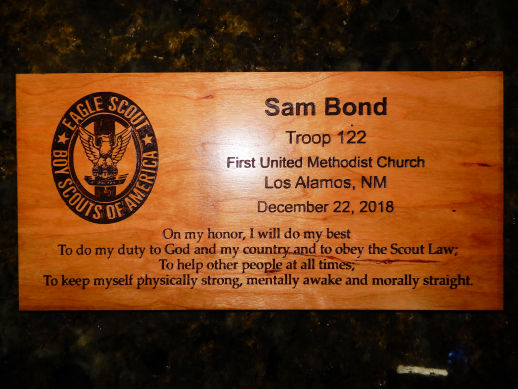 EAGLE SCOUT
BOY SCOUTS OF AMERICA
Sam Bond
Troop 122
First United Methodist Church
Los Alamos, NM
December 22, 2018
On my honor, I will do my best
To do my duty to God and my country and to obey the Scout Law;
To help other people at all times;
To keep myself physically strong, mentally awake and morally straight.